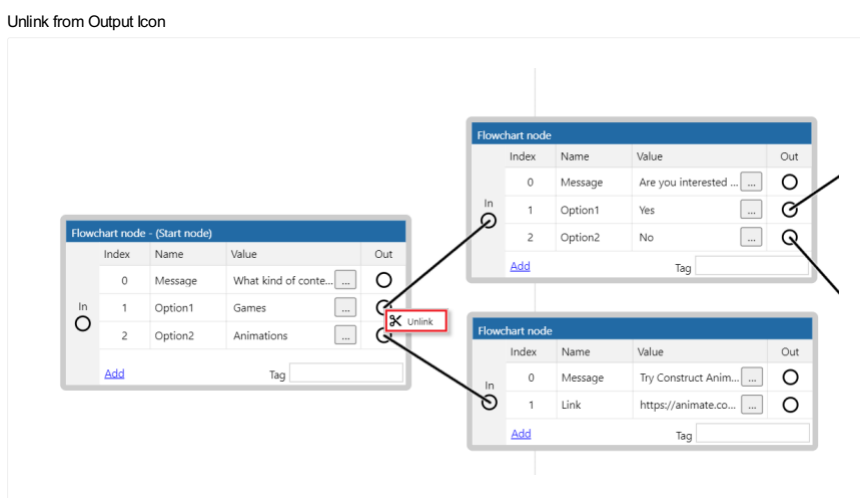 Unlink from Output Icon
Flowchart node
Index Name Value Out
0 Message Are you interested ... ...
In
1 Option1 Yes ...
2 Option2 No ...
Add Tag
Flowchart node - (Start node)
Index Name Value Out
0 Message What kind of conte... ...
In
1 Option1 Games ...
Unlink
2 Option2 Animations ...
Add Tag
Flowchart node
Index Name Value Out
0 Message Try Construct Anim... ...
In
1 Link https://animate.co... ...
Add Tag